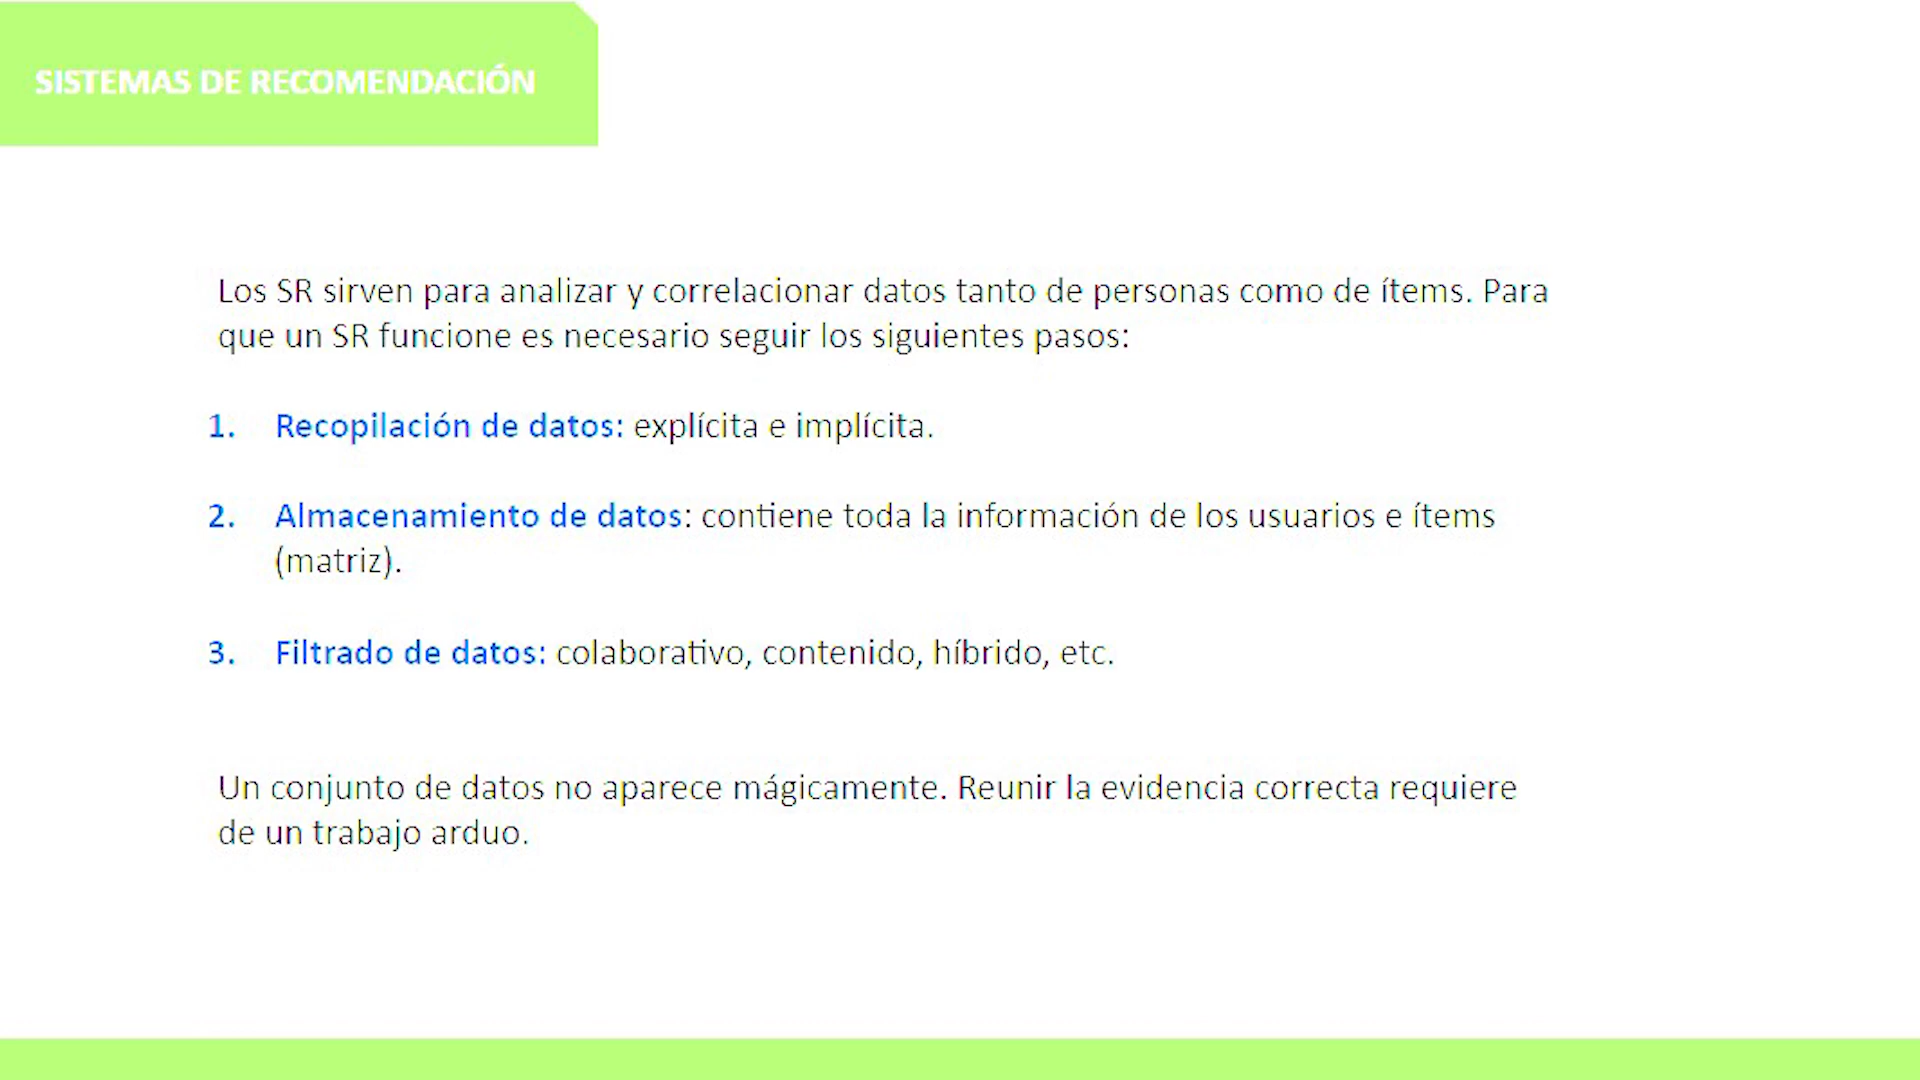 SISTEMAS DE RECOMENDACIÓN
Los SR sirven para analizar y correlacionar datos tanto de personas como de ítems. Para
que un SR funcione es necesario seguir los siguientes pasos:
1. Recopilación de datos: explícita e implícita.
2. Almacenamiento de datos: contiene toda la información de los usuarios e ítems
(matriz).
3. Filtrado de datos: colaborativo, contenido, híbrido, etc.
Un conjunto de datos no aparece mágicamente. Reunir la evidencia correcta requiere
de un trabajo arduo.